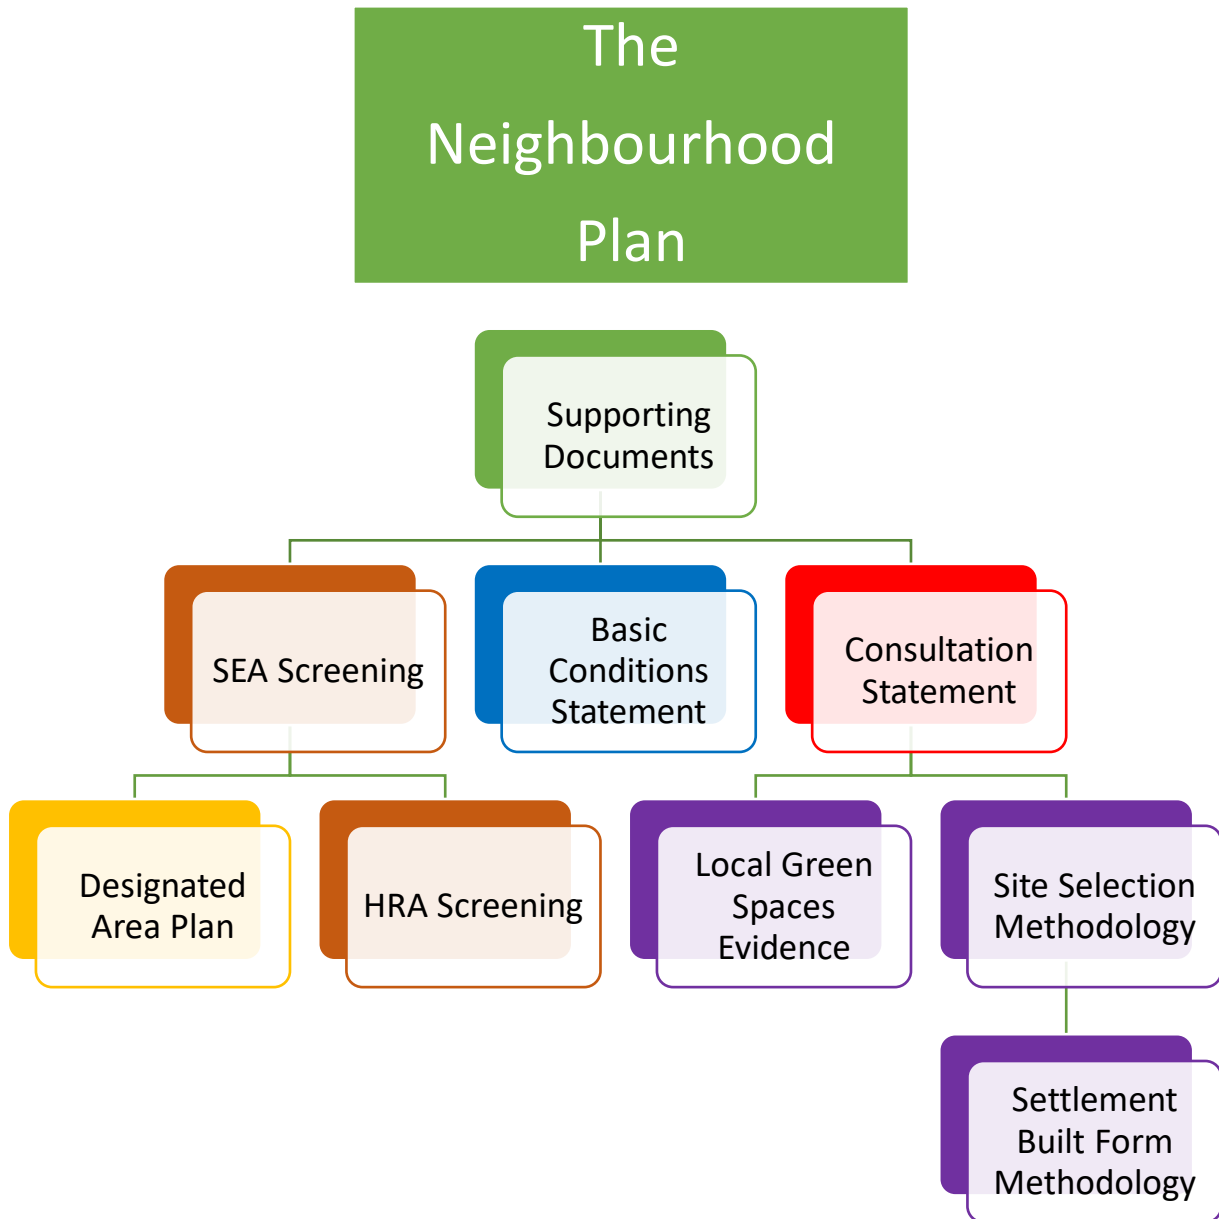 The
Neighbourhood
Plan
Supporting
Documents
SEA Screening
Basic
Conditions
Statement
Consultation
Statement
Designated
Area Plan
HRA Screening
Local Green
Spaces
Evidence
Site Selection
Methodology
Settlement
Built Form
Methodology